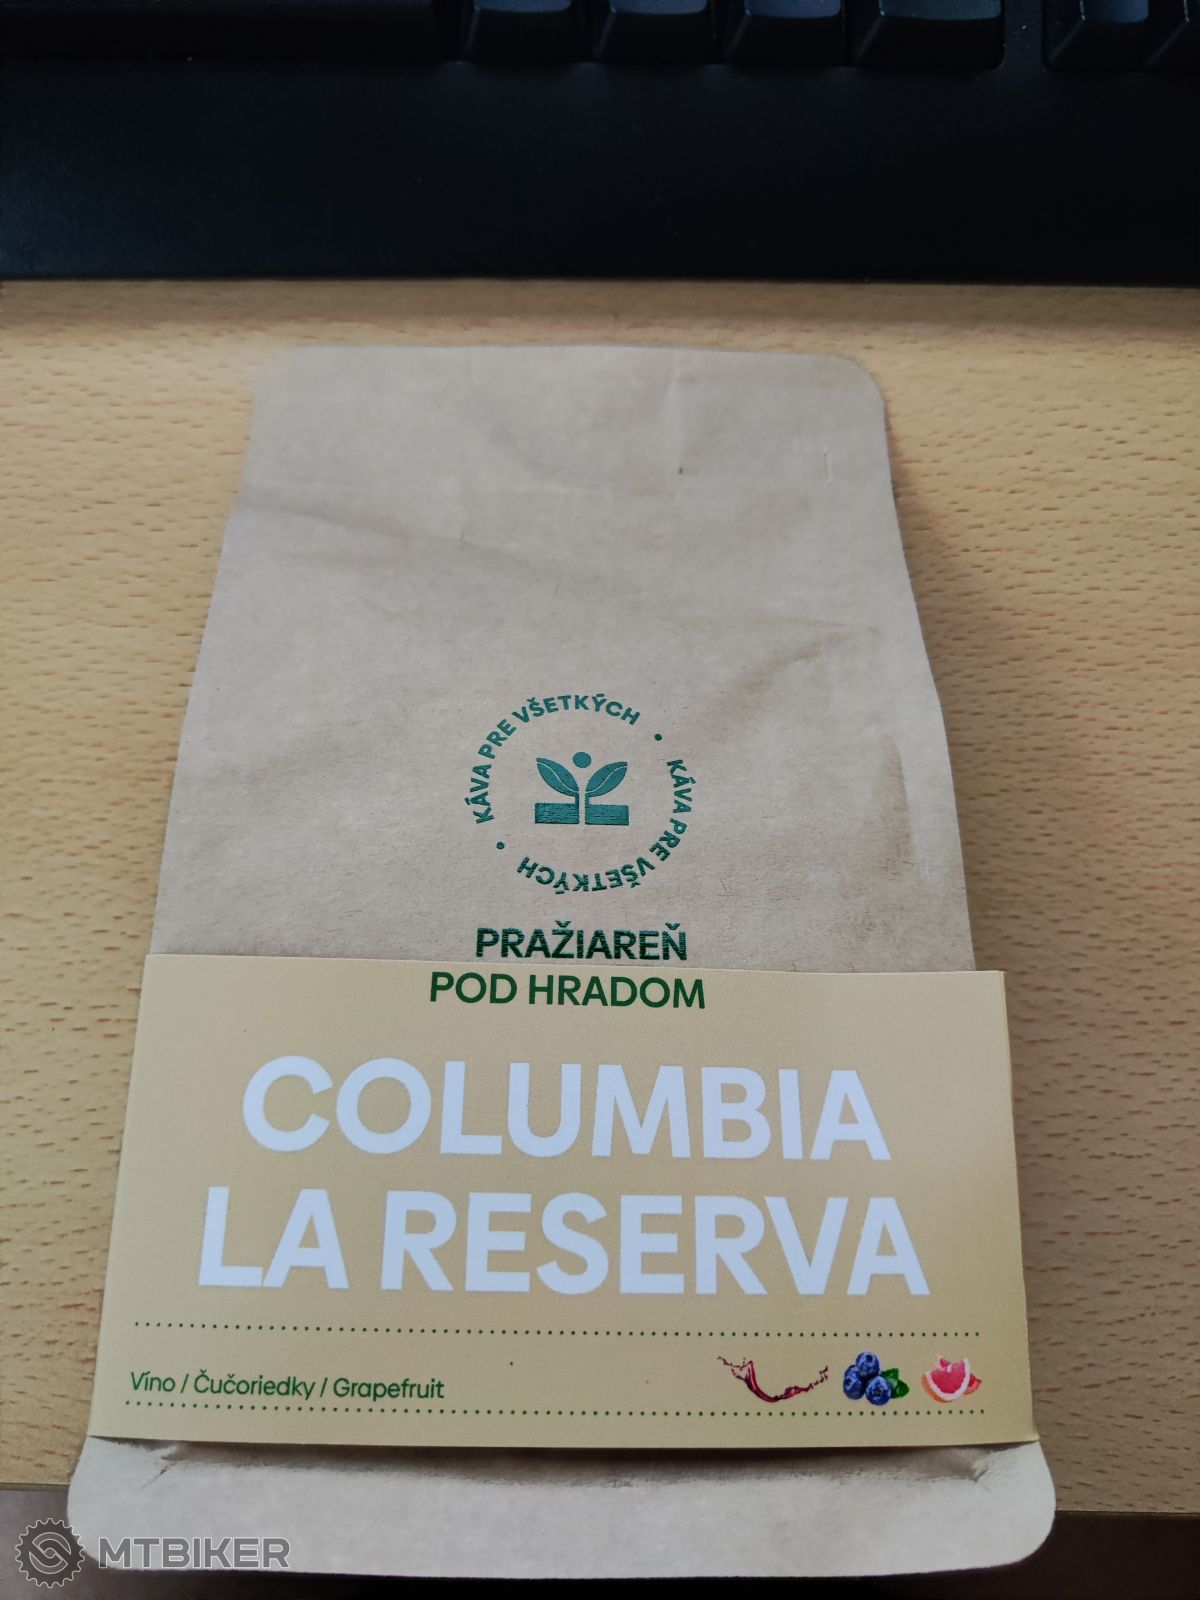 KÁVA PRE VŠETKÝCH • KÁVA PRE VŠETKÝCH •
PRAŽIAREŇ
POD HRADOM
COLUMBIA
LA RESERVA
Víno / Čučoriedky / Grapefruit
MTBIKER